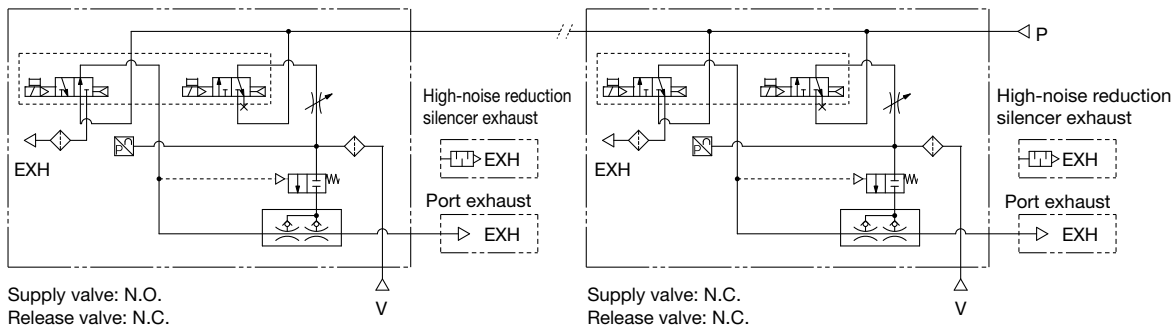 P
High-noise reduction
silencer exhaust
EXH
EXH
P
Port exhaust
EXH
V
Supply valve: N.O.
Release valve: N.C.
High-noise reduction
silencer exhaust
EXH
EXH
P
Port exhaust
EXH
V
Supply valve: N.C.
Release valve: N.C.